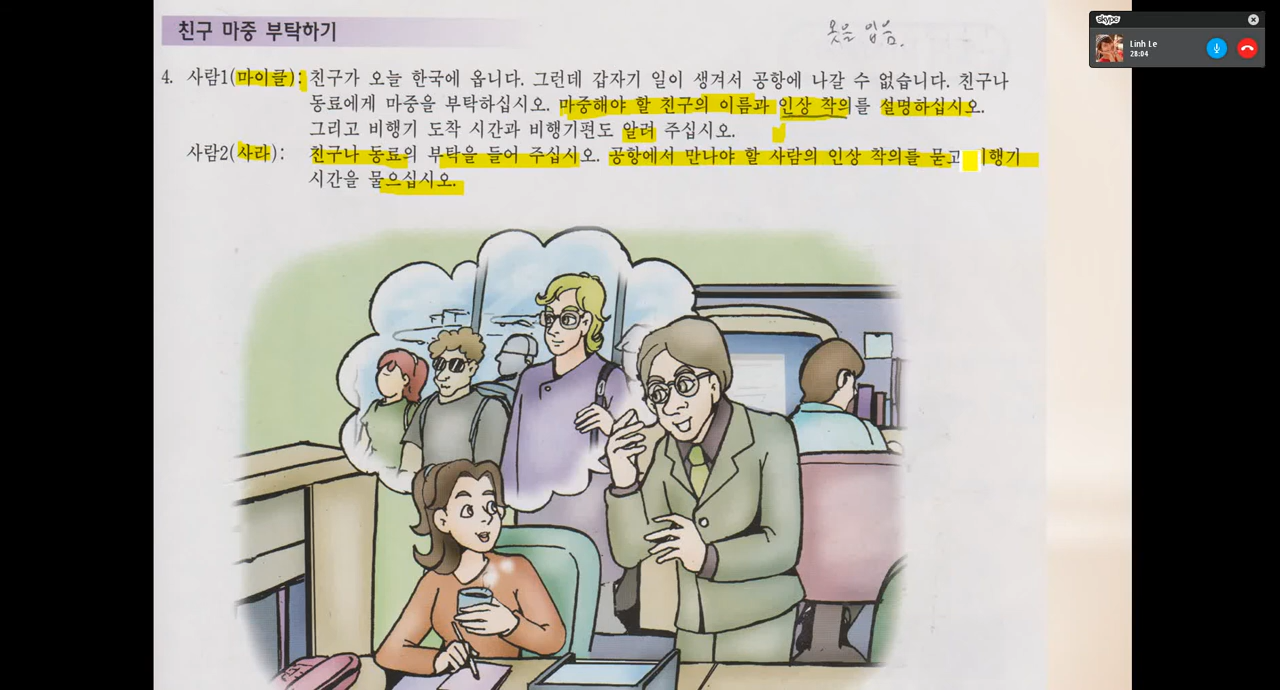 친구 마중 부탁하기
옷을 입음.
skype
Linh Le
28:04
4. 사람1(마이클): 친구가 오늘 한국에 옵니다. 그런데 갑자기 일이 생겨서 공항에 나갈 수 없습니다. 친구나
동료에게 마중을 부탁하십시오. 마중해야 할 친구의 이름과 인상 착의를 설명하십시오.
그리고 비행기 도착 시간과 비행기편도 알려 주십시오.
사람2(사라): 친구나 동료의 부탁을 들어 주십시오. 공항에서 만나야 할 사람의 인상 착의를 묻고
시간을 물으십시오.